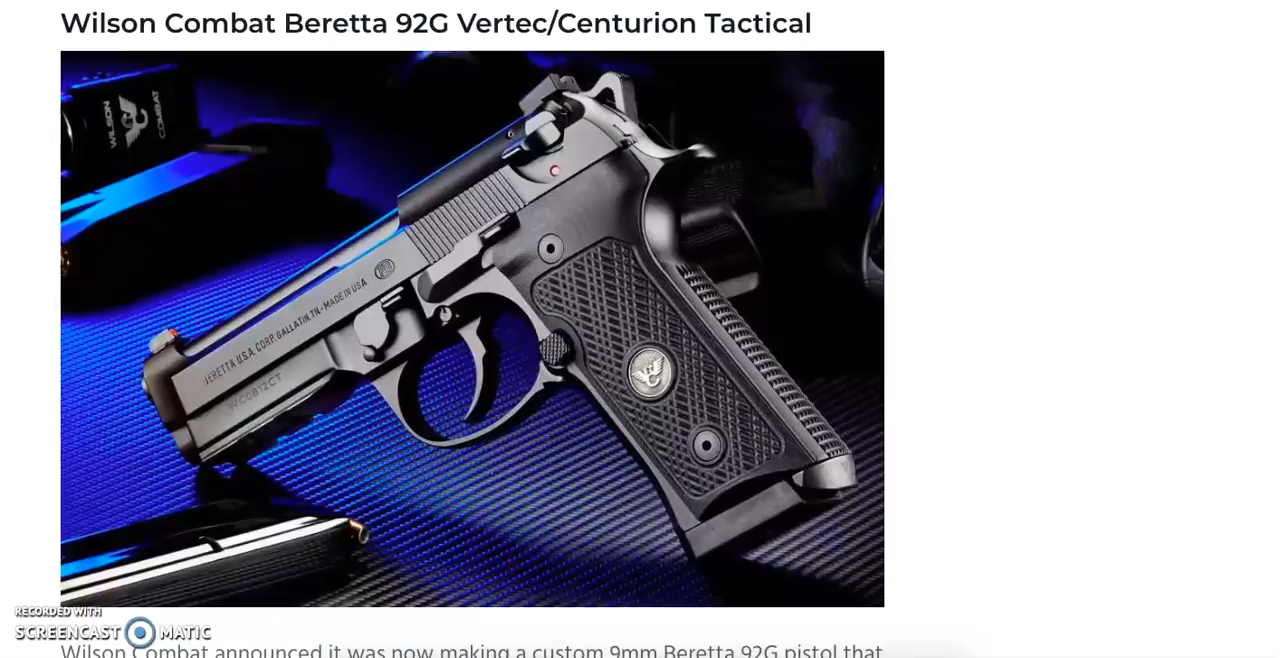 Wilson Combat Beretta 92G Vertec/Centurion Tactical
WILSON
COMBAT
BERETTA U.S.A. CORP. GALLATIN, TN - MADE IN USA
WC0812CT
RECORDED WITH
SCREENCAST MATIC
Wilson Combat announced it was now making a custom 9mm Beretta 92G pistol that